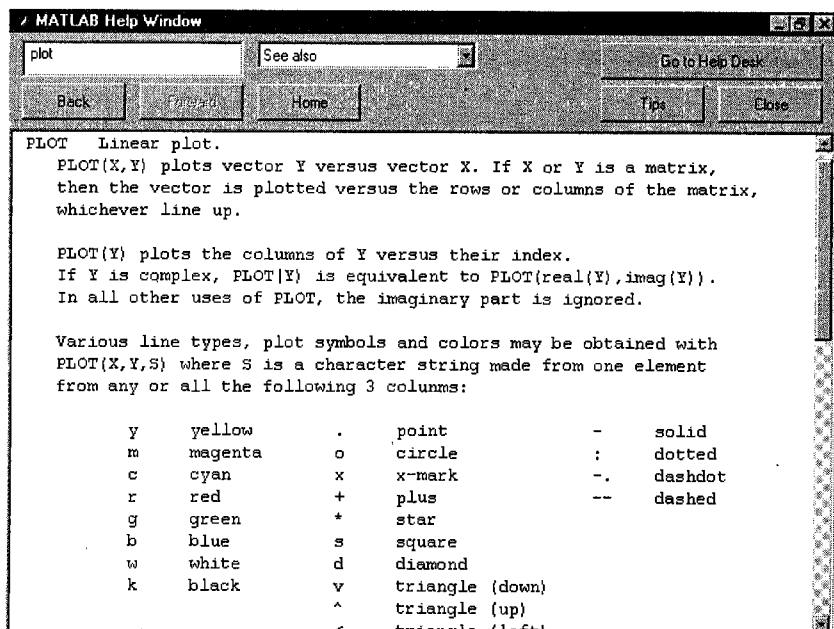 MATLAB Help Window
plot
See also
Go to Help Desk
Back
Forward
Home
Tips
Close
PLOT Linear plot.
PLOT(X,Y) plots vector Y versus vector X. If X or Y is a matrix,
then the vector is plotted versus the rows or columns of the matrix,
whichever line up.
PLOT(Y) plots the columns of Y versus their index.
If Y is complex, PLOT|Y) is equivalent to PLOT(real(Y),imag(Y)).
In all other uses of PLOT, the imaginary part is ignored.
Various line types, plot symbols and colors may be obtained with
PLOT(X,Y,S) where S is a character string made from one element
from any or all the following 3 colunms:
y yellow . point - solid
m magenta o circle : dotted
c cyan x x-mark -. dashdot
r red + plus -- dashed
g green * star
b blue s square
w white d diamond
k black v triangle (down)
^ triangle (up)
< triangle (left)